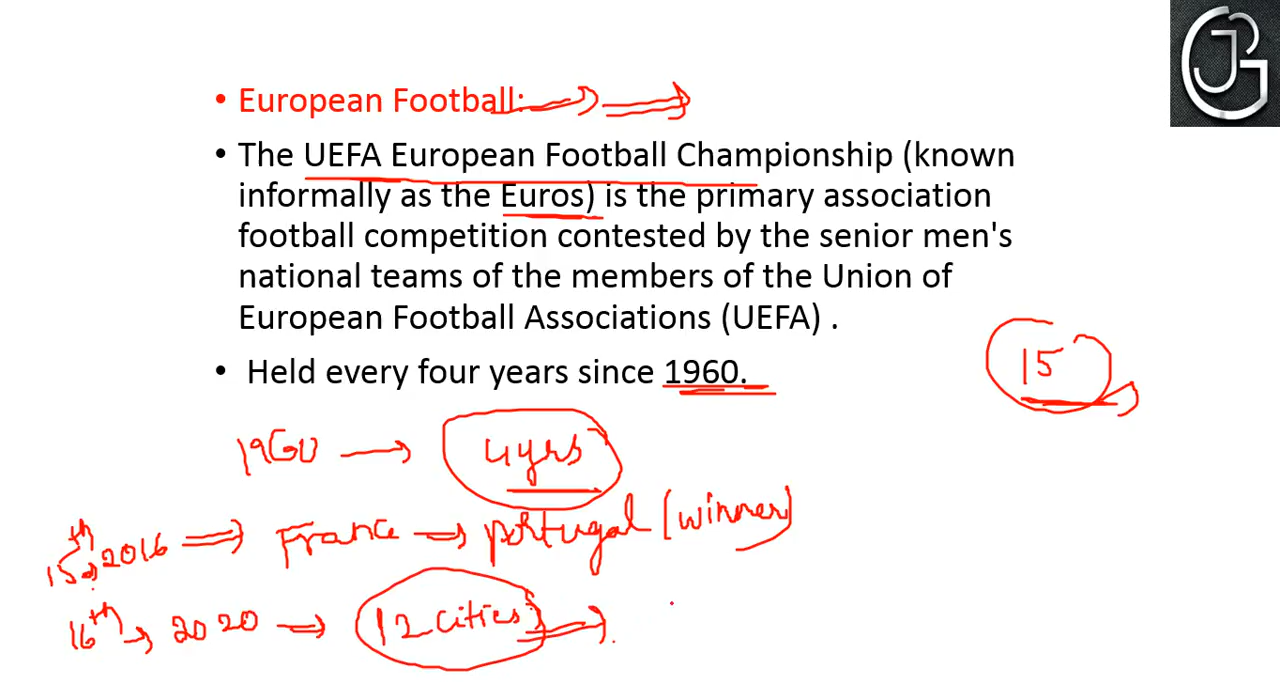 • European Football:
• The UEFA European Football Championship (known
informally as the Euros) is the primary association
football competition contested by the senior men's
national teams of the members of the Union of
European Football Associations (UEFA) .
• Held every four years since 1960.
15
1960 → 4yrs
15th 2016 ⇒ France → Portugal (winner)
16th → 2020 ⇒ 12 cities